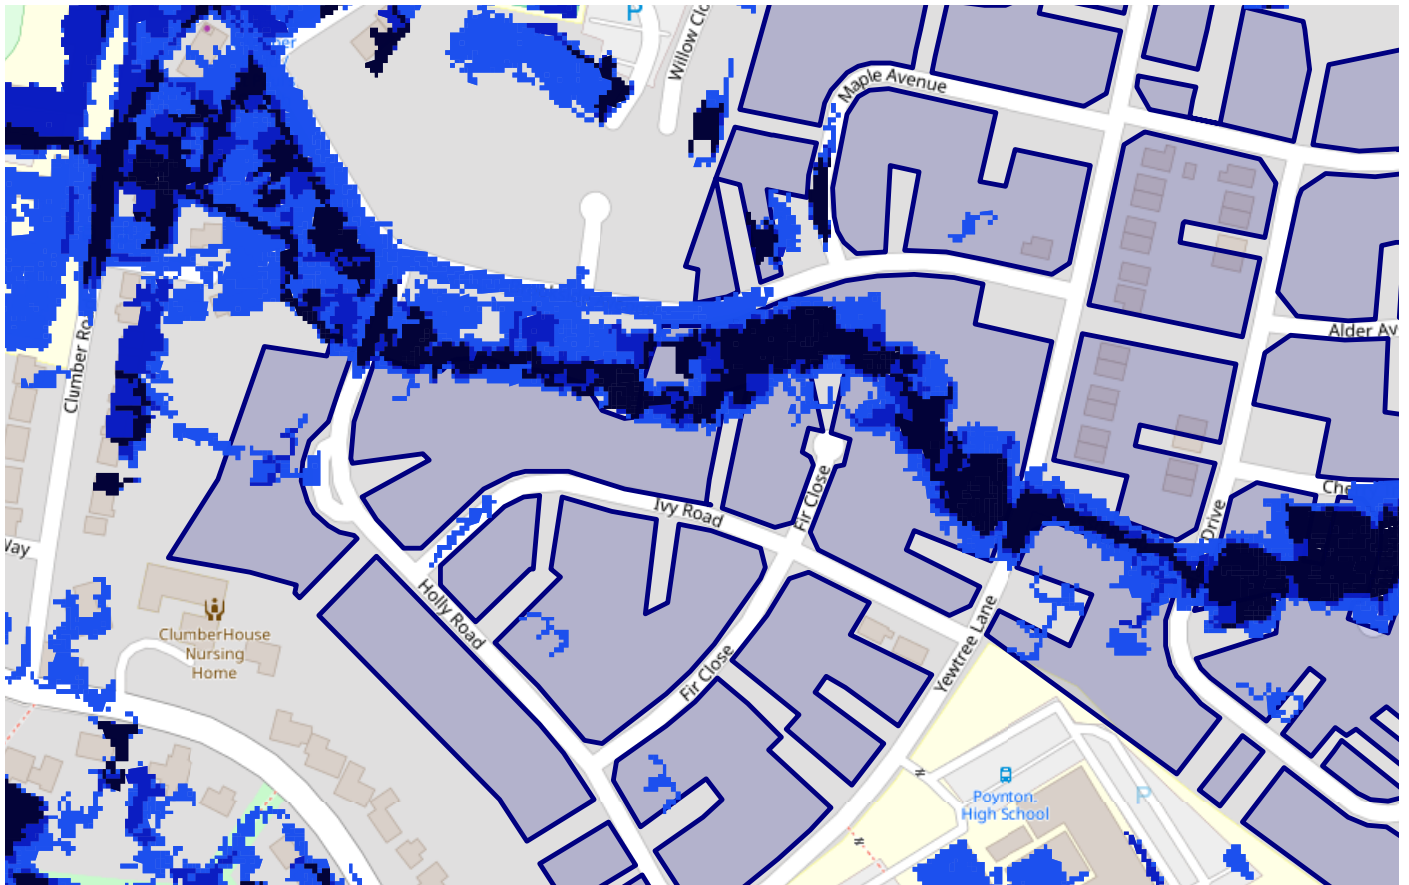 P
Willow Clo
Maple Avenue
Alder Av
Clumber Ro
Che
Ivy Road
Fir Close
Drive
Way
Holly Road
ClumberHouse
Nursing
Home
Yewtree Lane
Fir Close
Poynton
High School
P